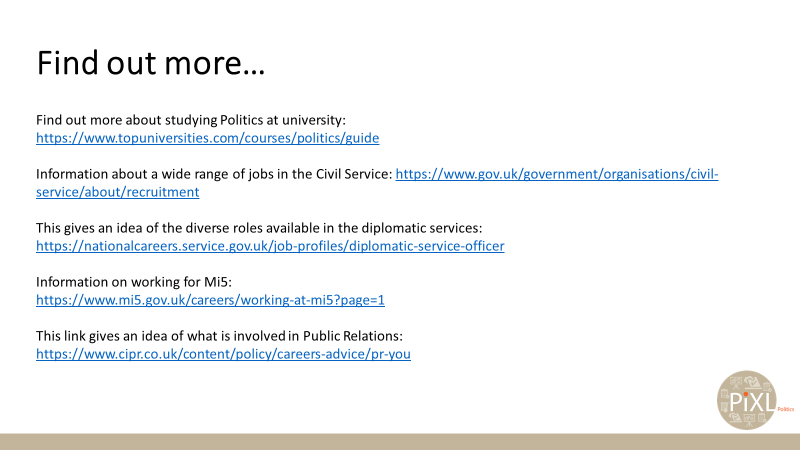 Find out more…
Find out more about studying Politics at university:
https://www.topuniversities.com/courses/politics/guide
Information about a wide range of jobs in the Civil Service: https://www.gov.uk/government/organisations/civil-
service/about/recruitment
This gives an idea of the diverse roles available in the diplomatic services:
https://nationalcareers.service.gov.uk/job-profiles/diplomatic-service-officer
Information on working for Mi5:
https://www.mi5.gov.uk/careers/working-at-mi5?page=1
This link gives an idea of what is involved in Public Relations:
https://www.cipr.co.uk/content/policy/careers-advice/pr-you
PiXL Politics